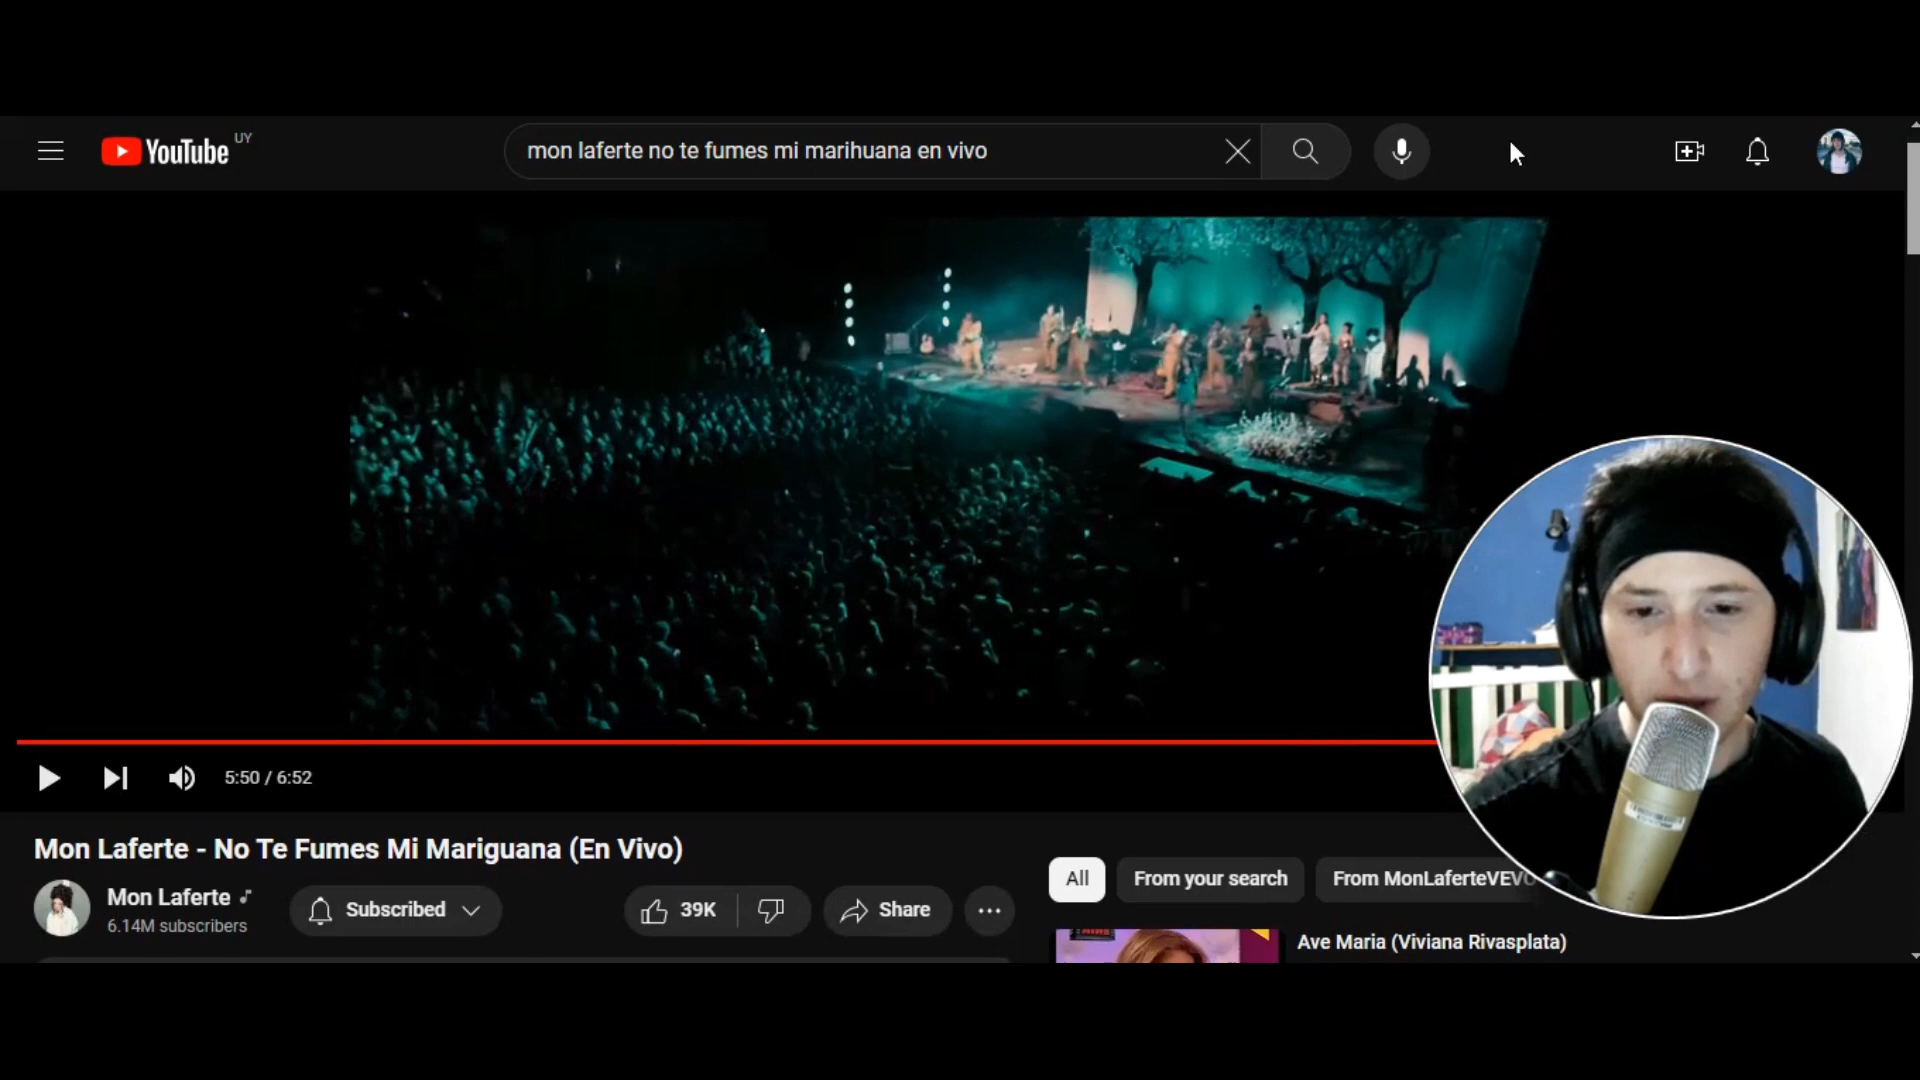 YouTube UY
mon laferte no te fumes mi marihuana en vivo
5:50 / 6:52
Mon Laferte - No Te Fumes Mi Mariguana (En Vivo)
Mon Laferte
6.14M subscribers
Subscribed
39K
Share
All
From your search
From MonLaferteVEVO
Ave Maria (Viviana Rivasplata)